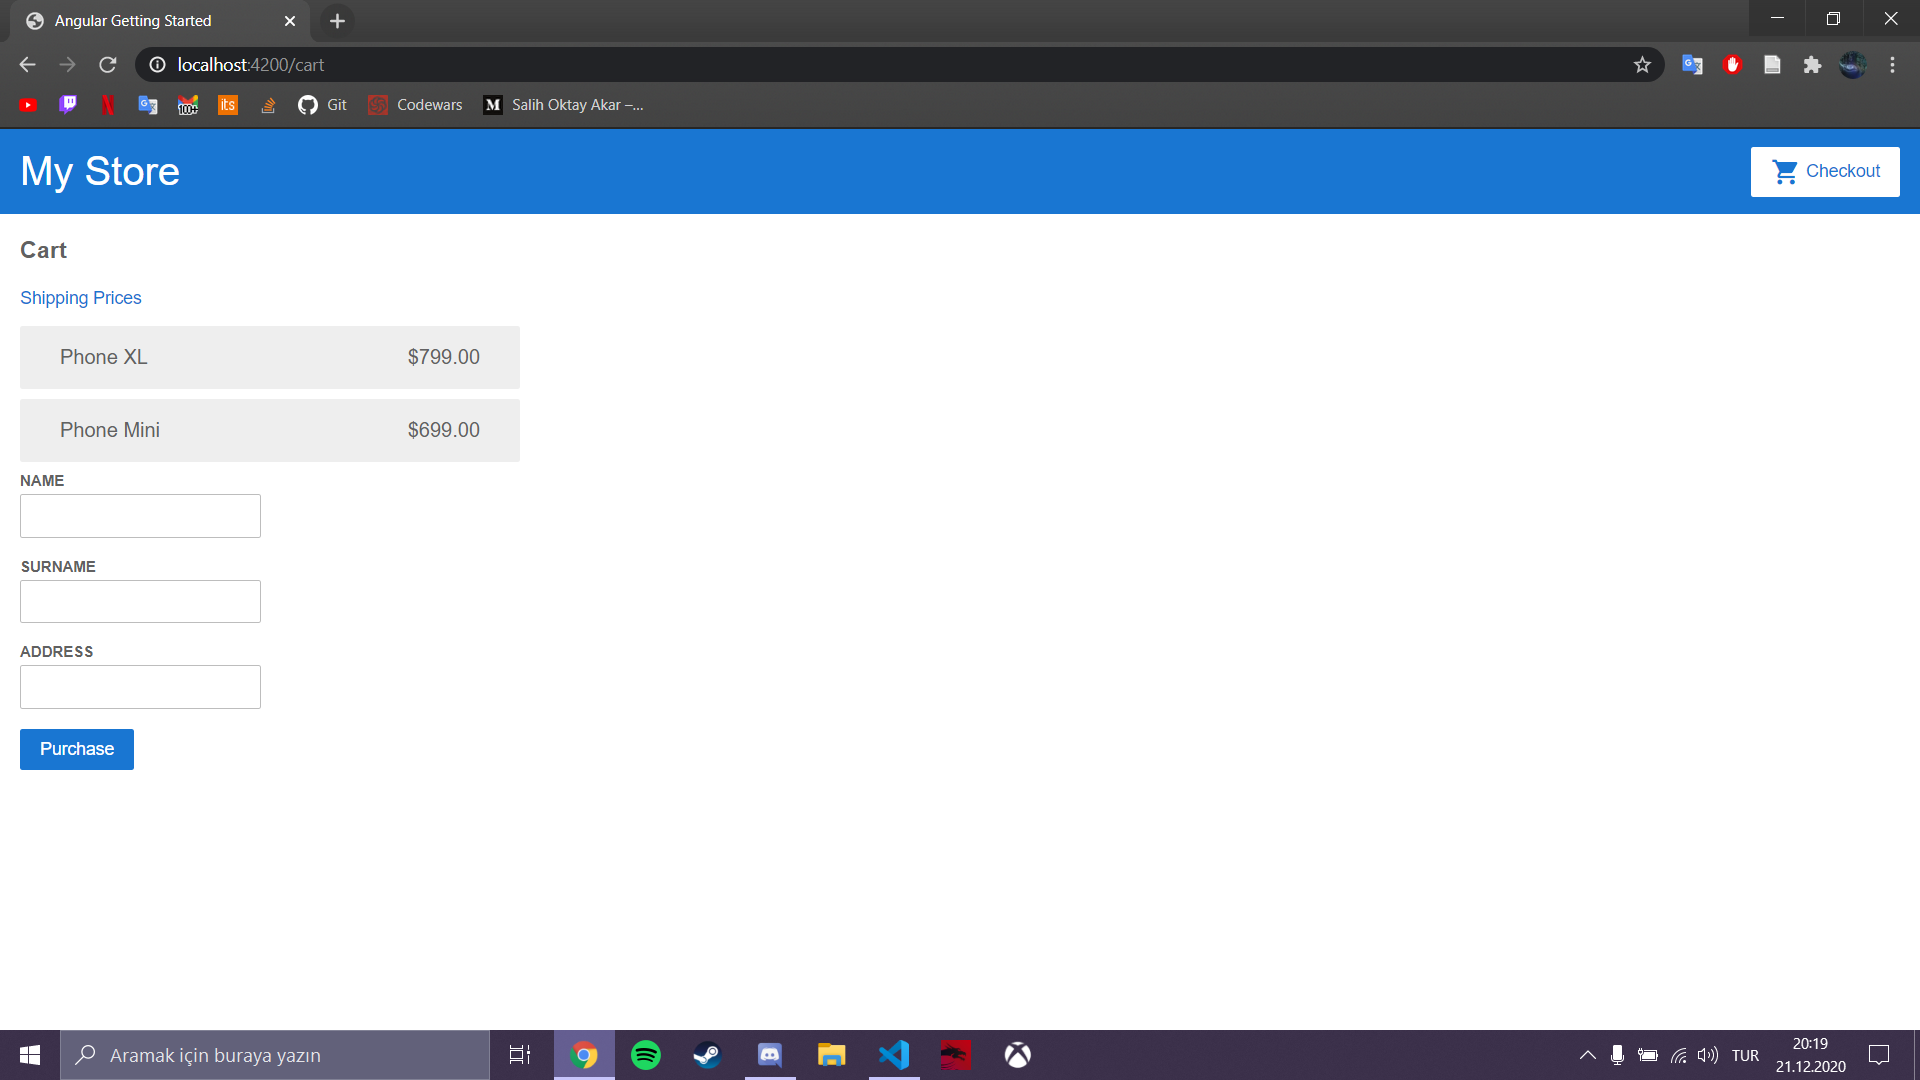 Angular Getting Started
localhost:4200/cart
100+
its
Git
Codewars
M
Salih Oktay Akar –...
My Store
Checkout
Cart
Shipping Prices
Phone XL $799.00
Phone Mini $699.00
NAME
SURNAME
ADDRESS
Purchase
Aramak için buraya yazın
TUR
20:19
21.12.2020